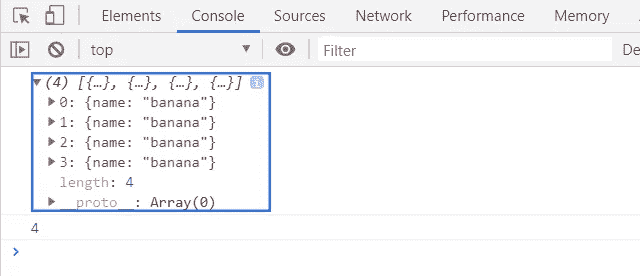 Elements Console Sources Network Performance Memory
top ▼ Filter De
▼(4) [{…}, {…}, {…}, {…}] i
▶0: {name: "banana"}
▶1: {name: "banana"}
▶2: {name: "banana"}
▶3: {name: "banana"}
length: 4
▶__proto__: Array(0)
4
>